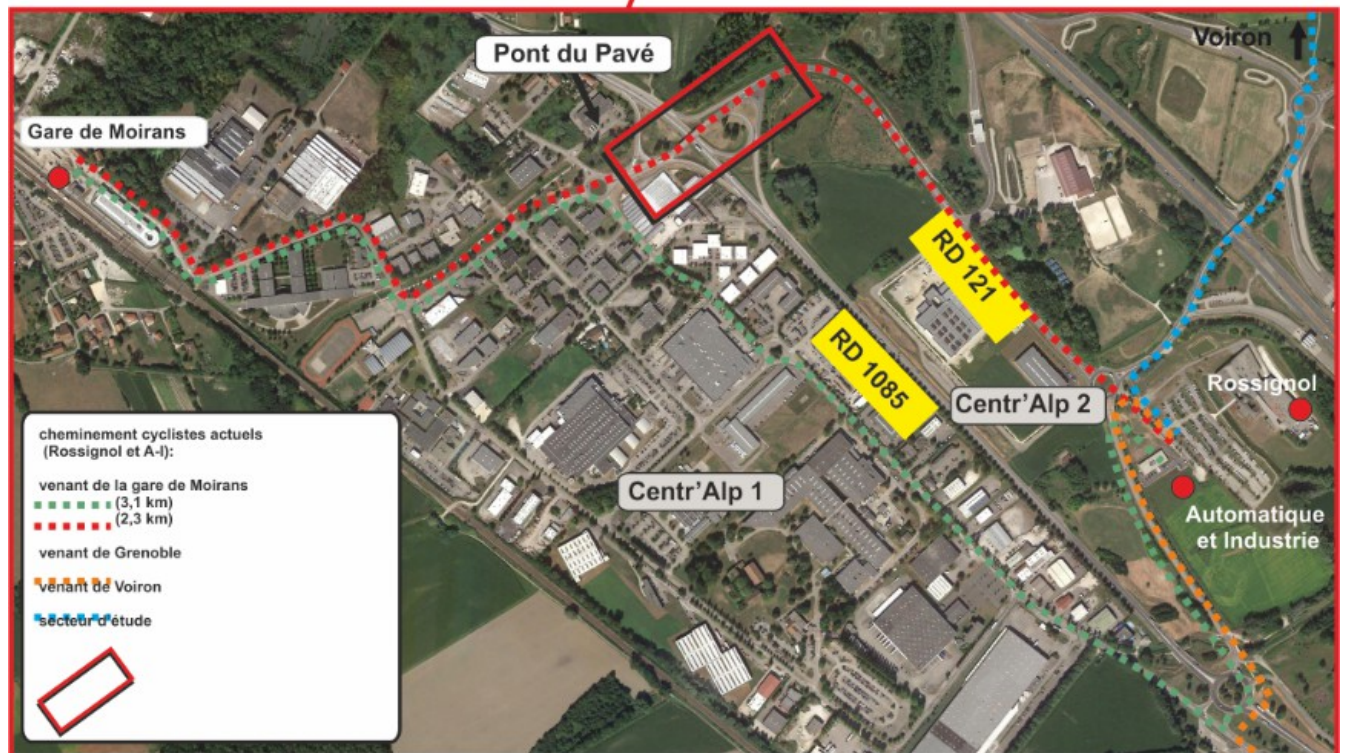 Voiron
Pont du Pavé
Gare de Moirans
RD 121
RD 1085
Rossignol
Centr'Alp 2
Centr'Alp 1
Automatique
et Industrie
cheminement cyclistes actuels
(Rossignol et A-I):
venant de la gare de Moirans
(3,1 km)
(2,3 km)
venant de Grenoble
venant de Voiron
secteur d'étude